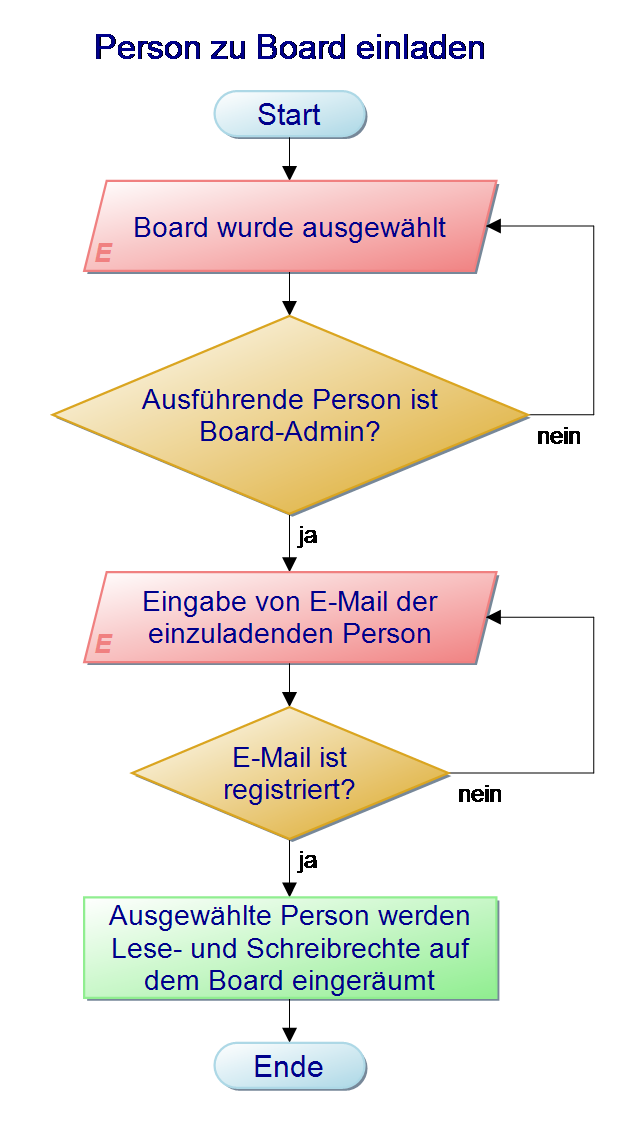 Person zu Board einladen
Start
Board wurde ausgewählt
E
Ausführende Person ist
Board-Admin?
nein
ja
Eingabe von E-Mail der
einzuladenden Person
E
E-Mail ist
registriert?
nein
ja
Ausgewählte Person werden
Lese- und Schreibrechte auf
dem Board eingeräumt
Ende